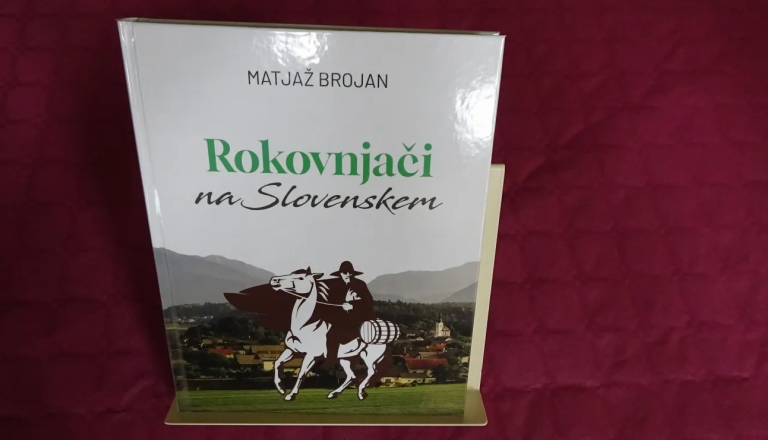 MATJAŽ BROJAN
Rokovnjači
na Slovenskem